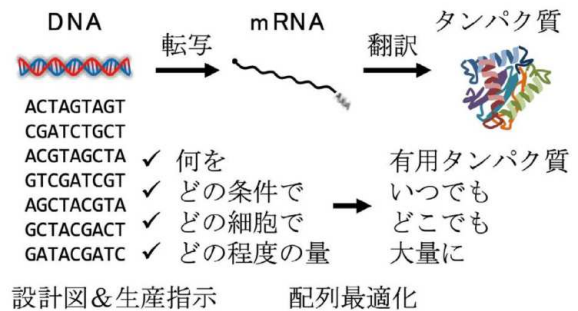 DNA
mRNA
タンパク質
転写
翻訳
ACTAGTAGT
CGATCTGCT
ACGTAGCTA
GTCGATCGT
AGCTACGTA
GCTACGACT
GATACGATC
✓ 何を
✓ どの条件で
✓ どの細胞で
✓ どの程度の量
有用タンパク質
いつでも
どこでも
大量に
設計図&生産指示
配列最適化